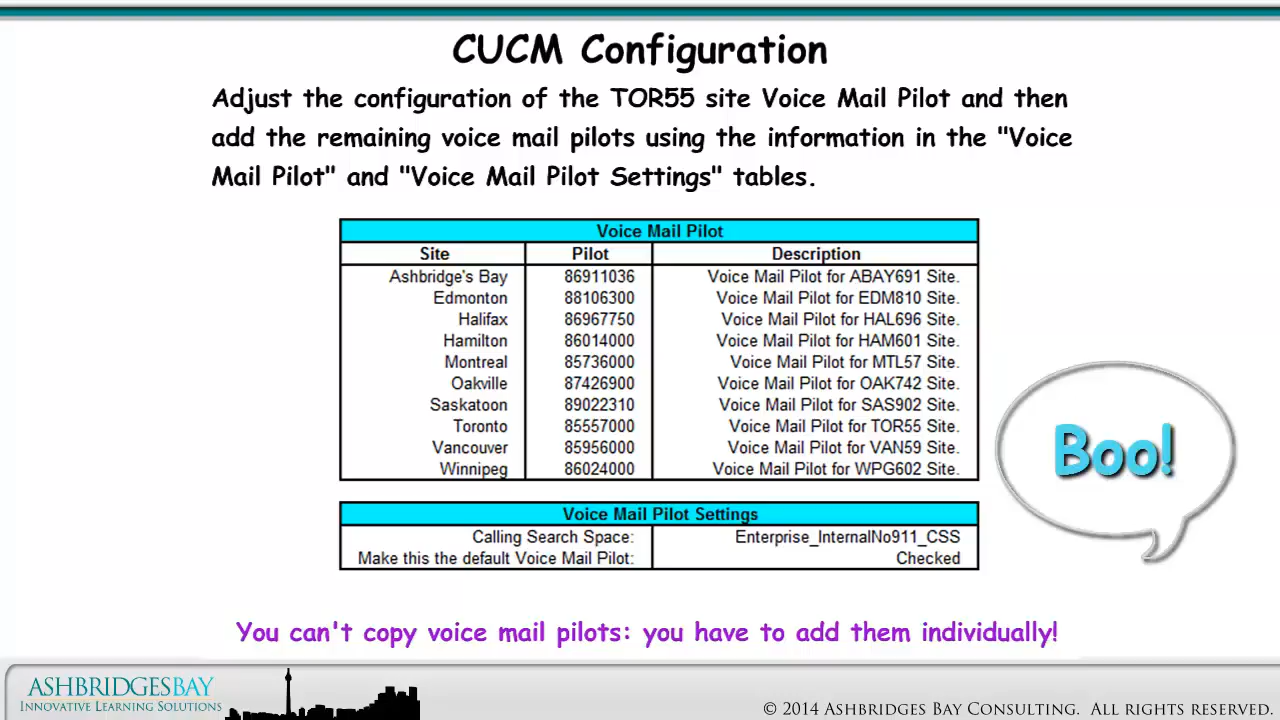 CUCM Configuration
Adjust the configuration of the TOR55 site Voice Mail Pilot and then
add the remaining voice mail pilots using the information in the "Voice
Mail Pilot" and "Voice Mail Pilot Settings" tables.
Voice Mail Pilot
Site Pilot Description
Ashbridge's Bay 86911036 Voice Mail Pilot for ABAY691 Site.
Edmonton 88106300 Voice Mail Pilot for EDM810 Site.
Halifax 86967750 Voice Mail Pilot for HAL696 Site.
Hamilton 86014000 Voice Mail Pilot for HAM601 Site.
Montreal 85736000 Voice Mail Pilot for MTL57 Site.
Oakville 87426900 Voice Mail Pilot for OAK742 Site.
Saskatoon 89022310 Voice Mail Pilot for SAS902 Site.
Toronto 85557000 Voice Mail Pilot for TOR55 Site.
Vancouver 85956000 Voice Mail Pilot for VAN59 Site.
Winnipeg 86024000 Voice Mail Pilot for WPG602 Site.
Boo!
Voice Mail Pilot Settings
Calling Search Space: Enterprise_InternalNo911_CSS
Make this the default Voice Mail Pilot: Checked
You can't copy voice mail pilots: you have to add them individually!
ASHBRIDGESBAY
INNOVATIVE LEARNING SOLUTIONS
© 2014 ASHBRIDGES BAY CONSULTING. ALL RIGHTS RESERVED.